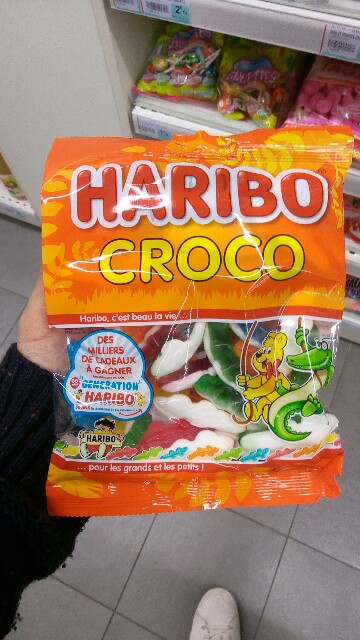 HARIBO
CROCO
Haribo, c'est beau la vie...
DES
MILLIERS
DE CADEAUX
À GAGNER
GÉNÉRATION
HARIBO
HARIBO
... pour les grands et les petits !